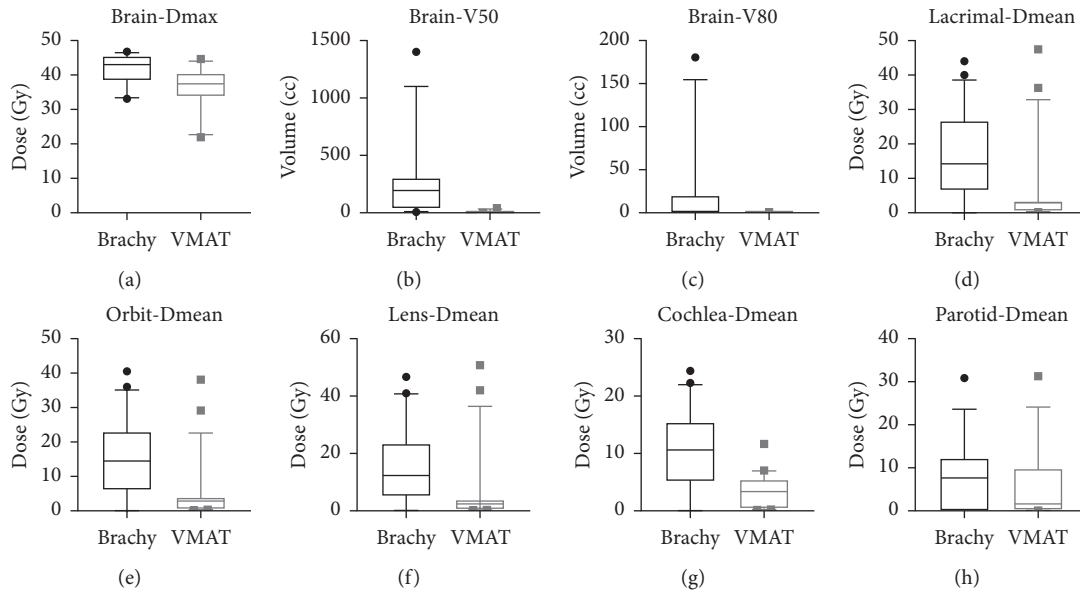 Brain-Dmax
50
40
30
20
10
0
Dose (Gy)
Brachy VMAT
(a)
Brain-V50
1500
1000
500
0
Volume (cc)
Brachy VMAT
(b)
Brain-V80
200
150
100
50
0
Volume (cc)
Brachy VMAT
(c)
Lacrimal-Dmean
50
40
30
20
10
0
Dose (Gy)
Brachy VMAT
(d)
Orbit-Dmean
50
40
30
20
10
0
Dose (Gy)
Brachy VMAT
(e)
Lens-Dmean
60
40
20
0
Dose (Gy)
Brachy VMAT
(f)
Cochlea-Dmean
30
20
10
0
Dose (Gy)
Brachy VMAT
(g)
Parotid-Dmean
40
30
20
10
0
Dose (Gy)
Brachy VMAT
(h)